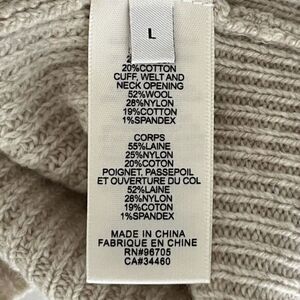 L
20%COTTON
CUFF, WELT AND
NECK OPENING
52%WOOL
28%NYLON
19%COTTON
1%SPANDEX
CORPS
55%LAINE
25%NYLON
20%COTON
POIGNET, PASSEPOIL
ET OUVERTURE DU COL
52%LAINE
28%NYLON
19%COTON
1%SPANDEX
MADE IN CHINA
FABRIQUE EN CHINE
RN#96705
CA#34460